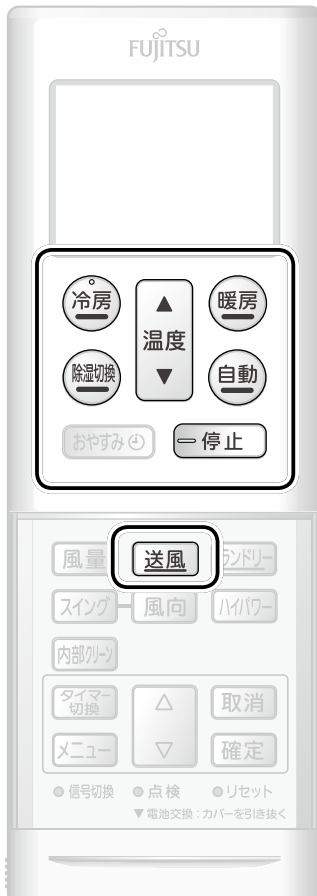 FUJITSU
冷房
温度
暖房
除湿切換
自動
おやすみ
停止
風量
送風
ランドリー
スイング
風向
ハイパワー
内部クリーン
タイマー
切換
取消
メニュー
確定
信号切換
点検
リセット
▼電池交換：カバーを引き抜く